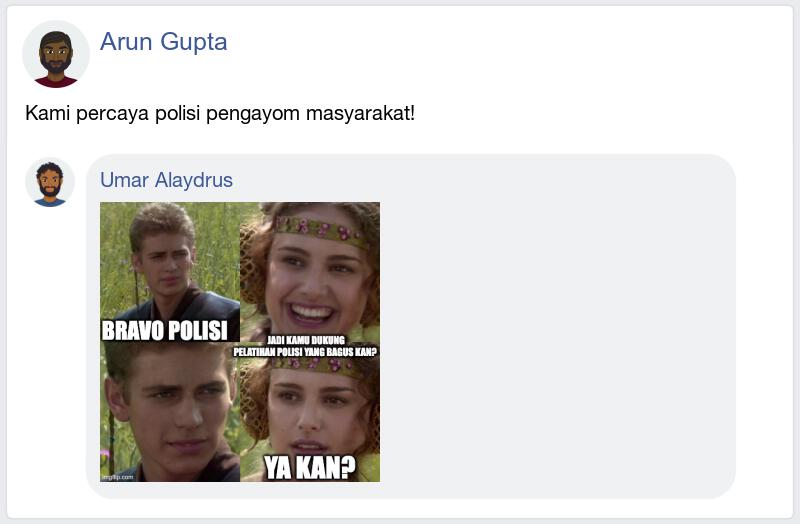 Arun Gupta
Kami percaya polisi pengayom masyarakat!
Umar Alaydrus
BRAVO POLISI
JADI KAMU DUKUNG
PELATIHAN POLISI YANG BAGUS KAN?
YA KAN?
imgflip.com